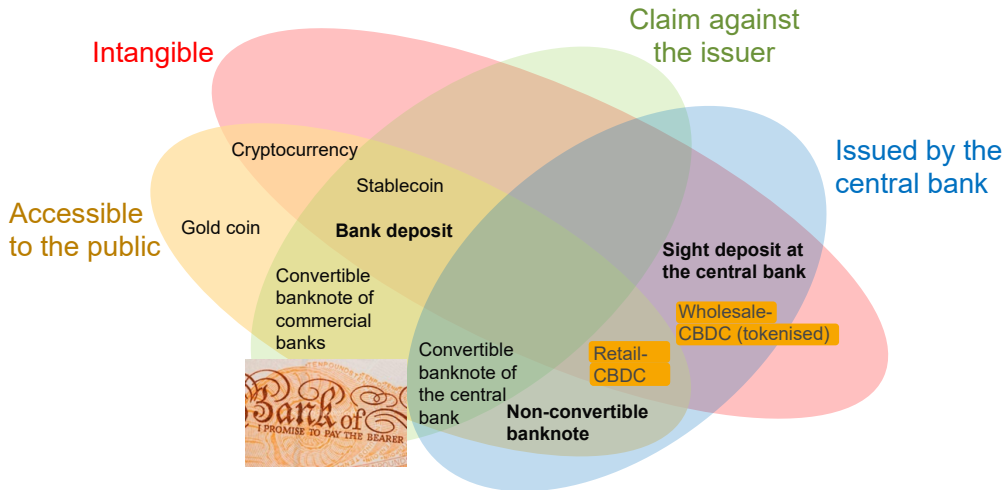 Intangible
Claim against
the issuer
Issued by the
central bank
Accessible
to the public
Cryptocurrency
Stablecoin
Gold coin
Bank deposit
Sight deposit at
the central bank
Convertible
banknote of
commercial
banks
Wholesale-
CBDC (tokenised)
Retail-
CBDC
Convertible
banknote of
the central
bank
Non-convertible
banknote
Bank of
I PROMISE TO PAY THE BEARER